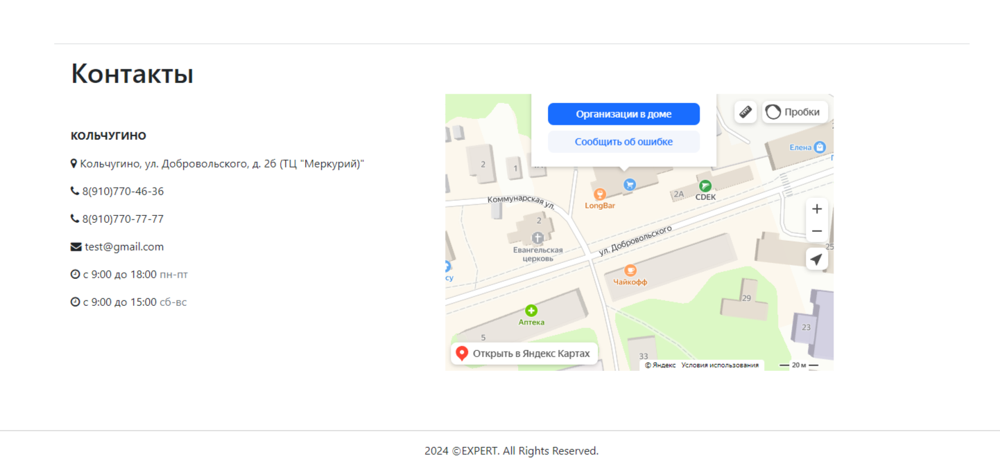 Контакты
КОЛЬЧУГИНО
Кольчугино, ул. Добровольского, д. 2б (ТЦ "Меркурий)"
8(910)770-46-36
8(910)770-77-77
test@gmail.com
с 9:00 до 18:00 пн-пт
с 9:00 до 15:00 сб-вс
Организации в доме
Сообщить об ошибке
Пробки
Елена
2
1
2А
CDEK
LongBar
Коммунарская ул.
2
Евангельская
церковь
ул. Добровольского
25
Чайкофф
су
29
Аптека
23
5
33
Открыть в Яндекс Картах
© Яндекс Условия использования
20 м
2024 ©EXPERT. All Rights Reserved.